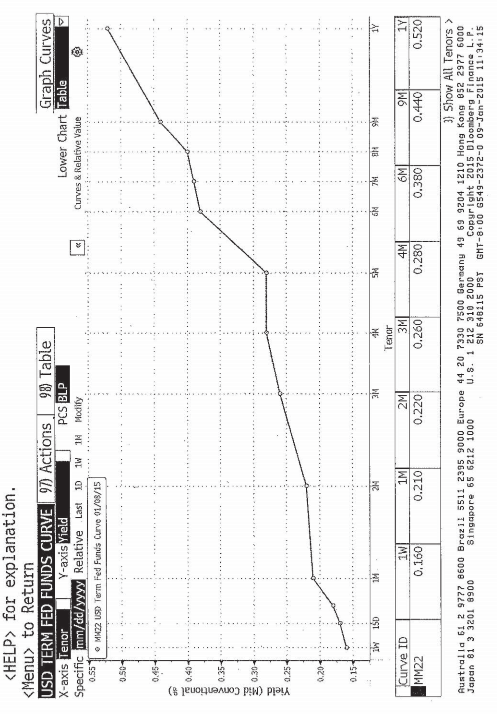 <HELP> for explanation.
<Menu> to Return
USD TERM FED FUNDS CURVE 97) Actions 98) Table Graph Curves
X-axis Tenor Y-axis Yield PCS BLP Lower Chart Table
Specific mm/dd/yyyy Relative Last 1D 1W 1M Modify « Curves & Relative Value
MM22 USD Term Fed Funds Curve 01/08/15
Yield (Mid Conventional %)
0.55
0.50
0.45
0.40
0.35
0.30
0.25
0.20
0.15
1W 15D 1M 2M 3M 4M 5M 6M 7M 8M 9M 1Y
Tenor
Curve ID 1W 1M 2M 3M 4M 6M 9M 1Y
MM22 0.160 0.210 0.220 0.260 0.280 0.380 0.440 0.520
3) Show All Tenors >
Australia 61 2 9777 8600 Brazil 5511 2395 9000 Europe 44 20 7330 7500 Germany 49 69 9204 1210 Hong Kong 852 2977 6000
Japan 81 3 3201 8900 Singapore 65 6212 1000 U.S. 1 212 318 2000 Copyright 2015 Bloomberg Finance L.P.
SN 648115 PST GMT-8:00 G549-2372-0 09-Jan-2015 11:34:15